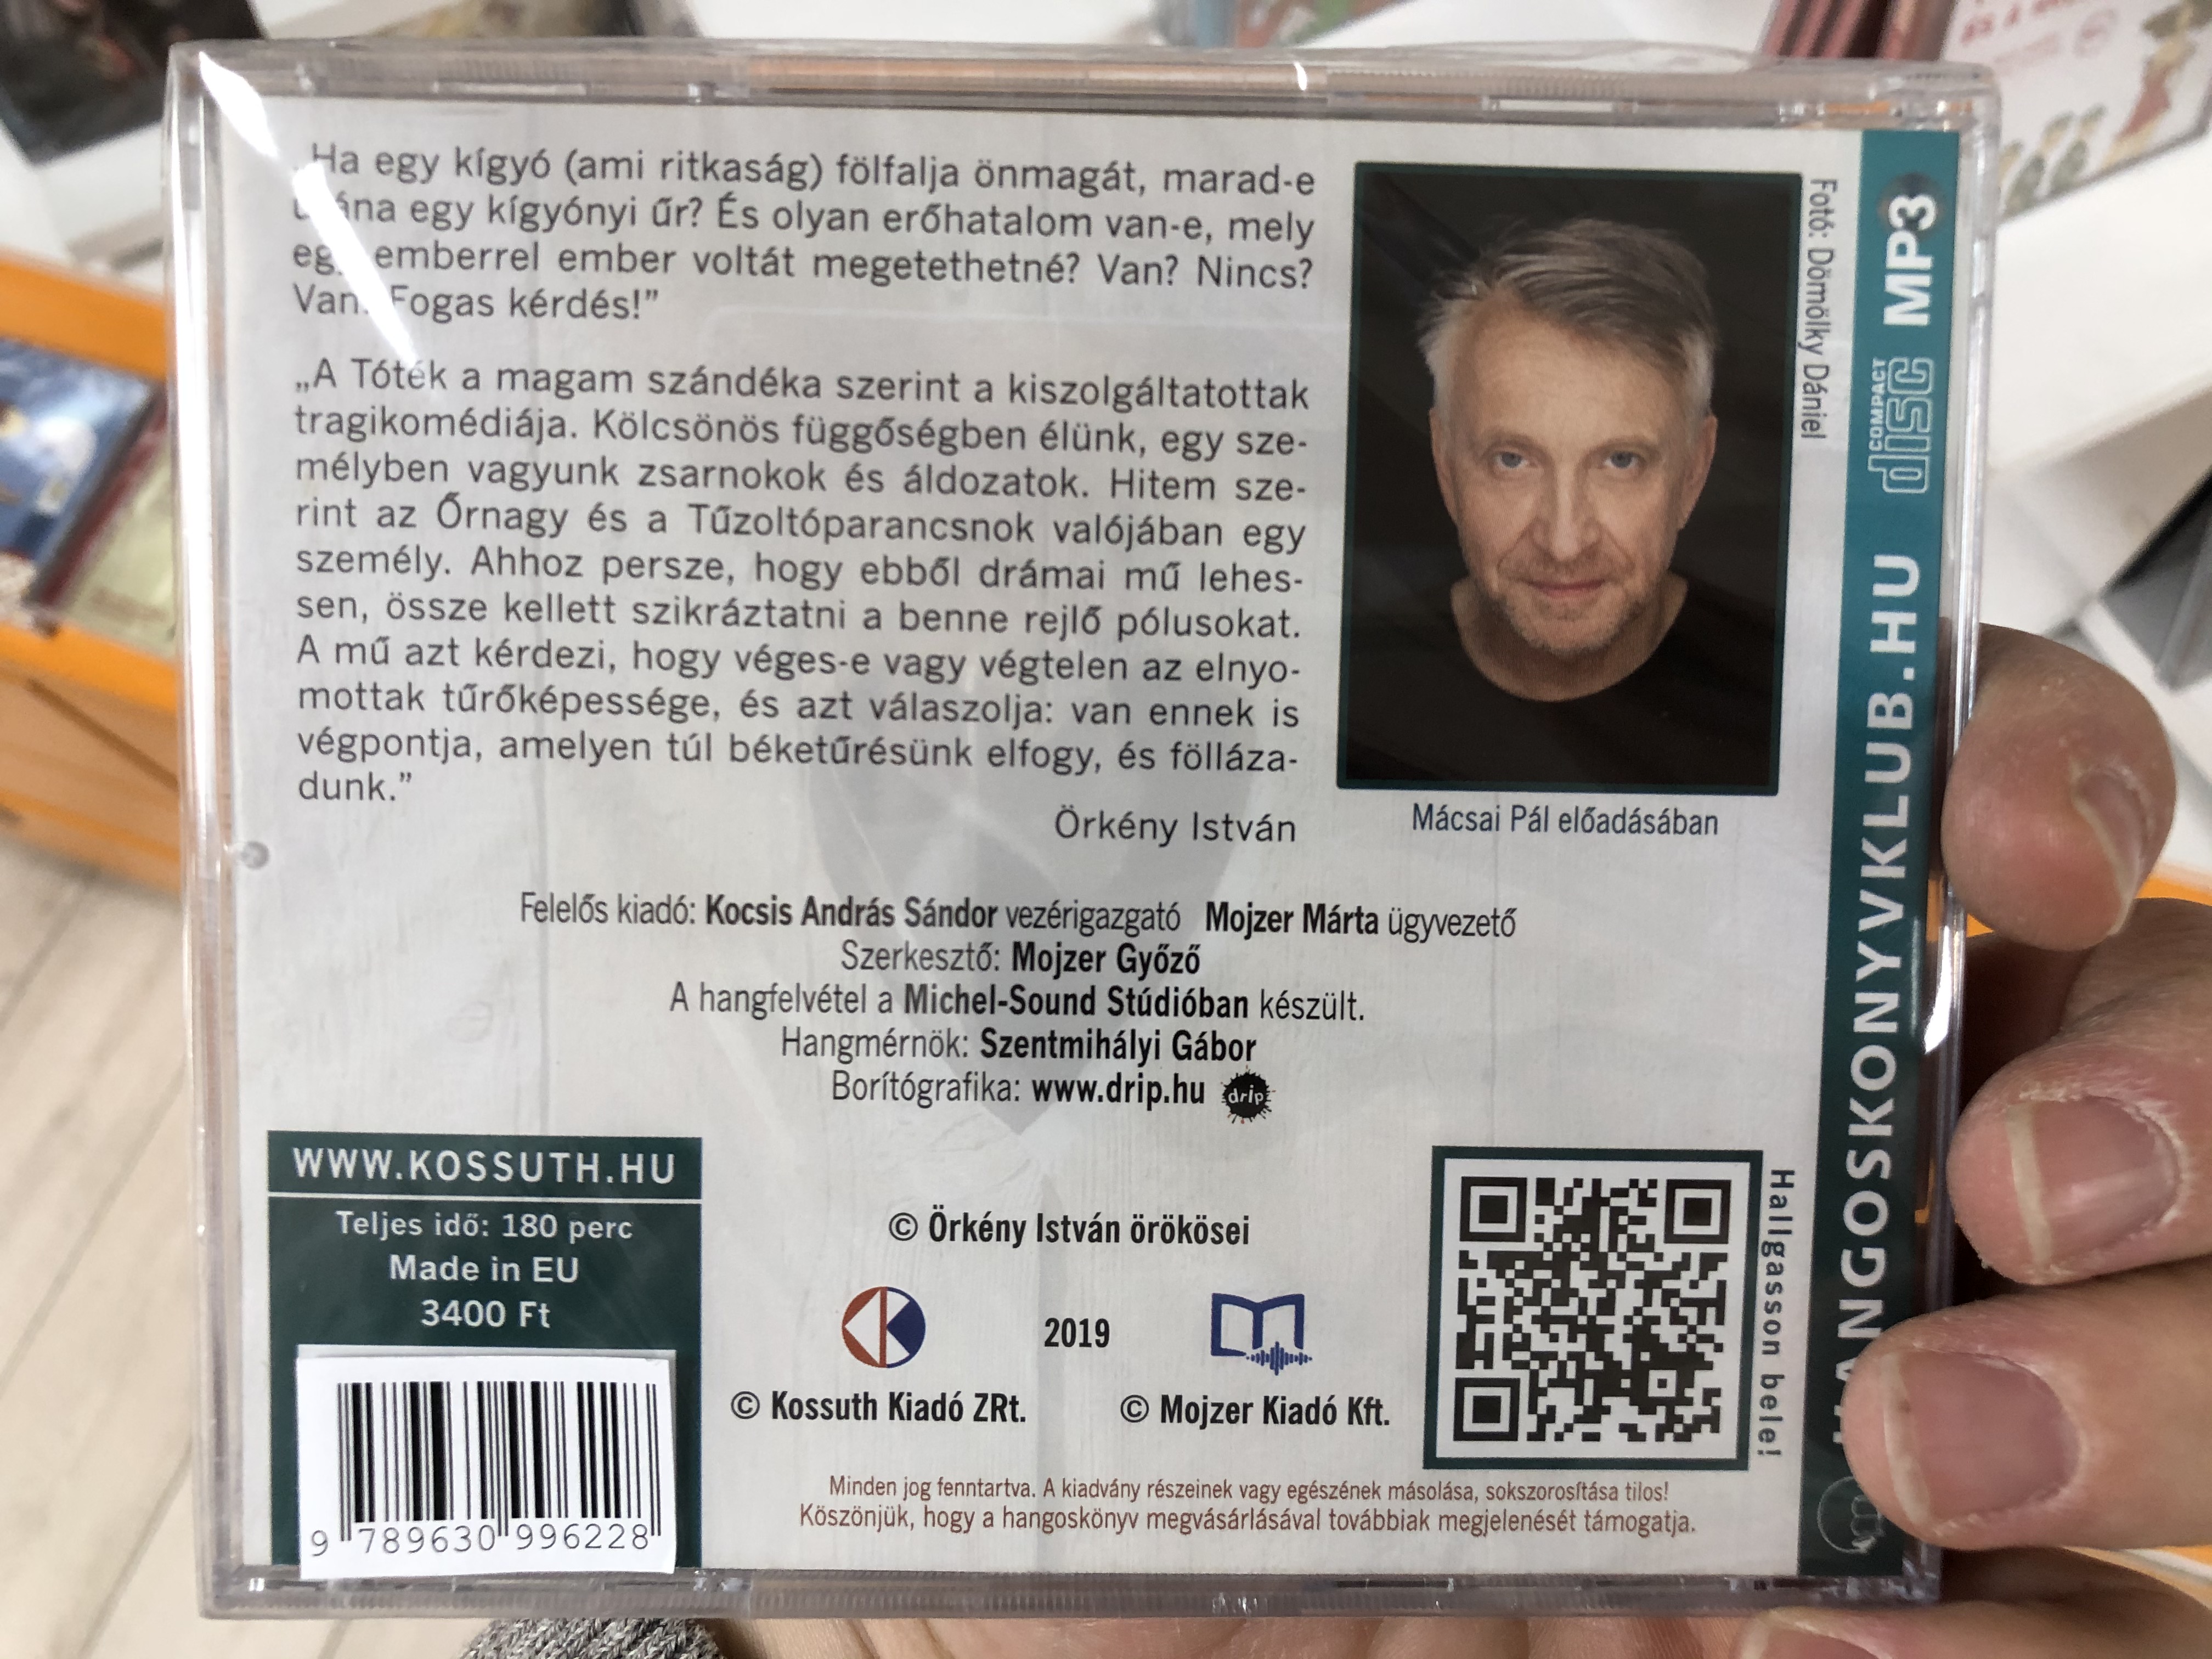 Ha egy kígyó (ami ritkaság) fölfalja önmagát, marad-e
utána egy kígyónyi űr? És olyan erőhatalom van-e, mely
egy emberrel ember voltát megetethetné? Van? Nincs?
Van. Fogas kérdés!”
„A Tóték a magam szándéka szerint a kiszolgáltatottak
tragikomédiája. Kölcsönös függőségben élünk, egy sze-
mélyben vagyunk zsarnokok és áldozatok. Hitem sze-
rint az Őrnagy és a Tűzoltóparancsnok valójában egy
személy. Ahhoz persze, hogy ebből drámai mű lehes-
sen, össze kellett szikráztatni a benne rejlő pólusokat.
A mű azt kérdezi, hogy véges-e vagy végtelen az elnyo-
mottak tűrőképessége, és azt válaszolja: van ennek is
végpontja, amelyen túl béketűrésünk elfogy, és fölláza-
dunk.”
Örkény István
Fotó: Dömölky Dániel
Mácsai Pál előadásában
Felelős kiadó: Kocsis András Sándor vezérigazgató Mojzer Márta ügyvezető
Szerkesztő: Mojzer Győző
A hangfelvétel a Michel-Sound Stúdióban készült.
Hangmérnök: Szentmihályi Gábor
Borítógrafika: www.drip.hu drip
WWW.KOSSUTH.HU
Teljes idő: 180 perc
Made in EU
3400 Ft
9 789630 996228
© Örkény István örökösei
2019
© Kossuth Kiadó ZRt.
© Mojzer Kiadó Kft.
Hallgasson bele!
Minden jog fenntartva. A kiadvány részeinek vagy egészének másolása, sokszorosítása tilos!
Köszönjük, hogy a hangoskönyv megvásárlásával továbbiak megjelenését támogatja.
HANGOSKONYVKLUB.HU
COMPACT
disc
MP3